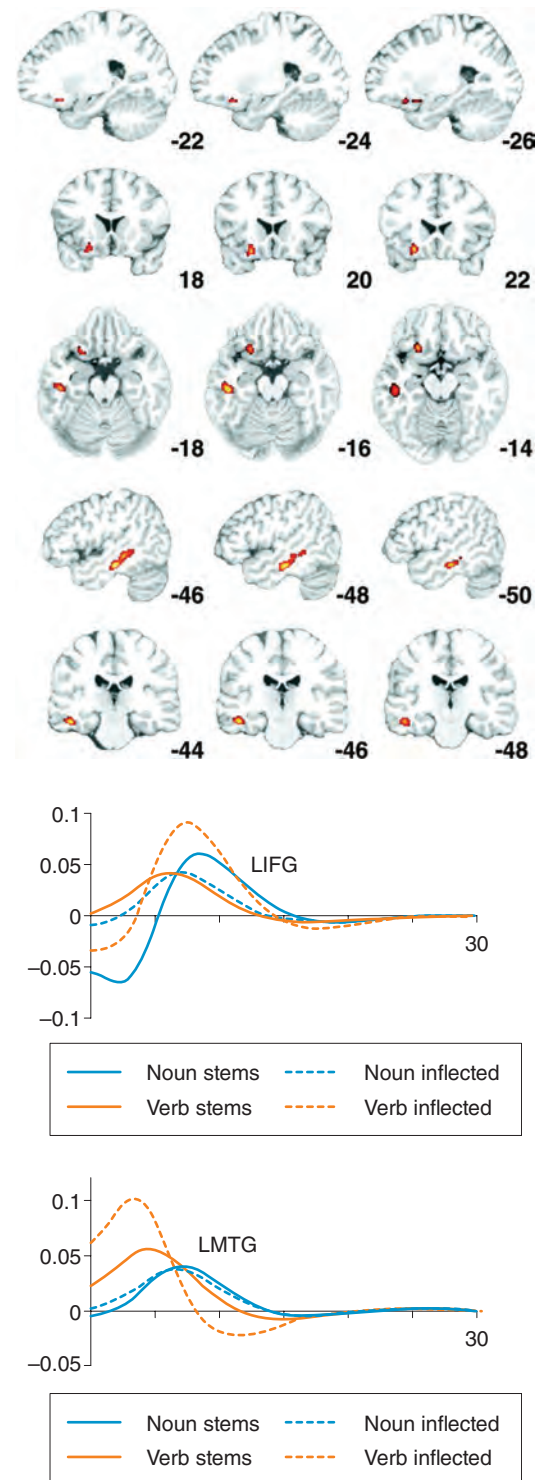 -22 -24 -26
18 20 22
-18 -16 -14
-46 -48 -50
-44 -46 -48
0.1
LIFG
0.05
0
30
−0.05
−0.1
Noun stems Noun inflected
Verb stems Verb inflected
0.1
LMTG
0.05
0
30
−0.05
Noun stems Noun inflected
Verb stems Verb inflected